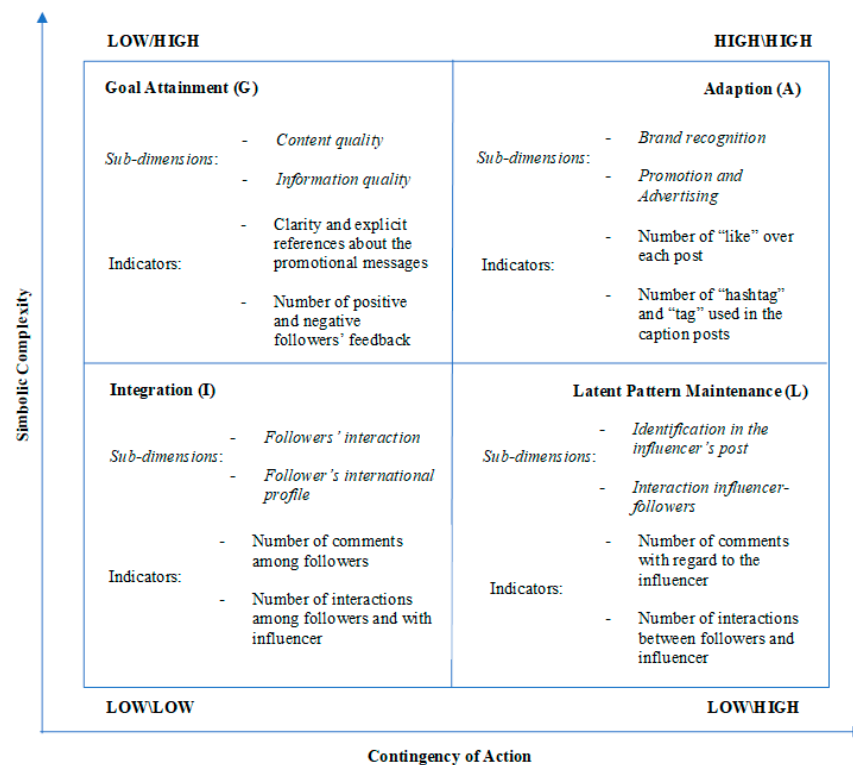 LOW/HIGH
HIGH\HIGH
Goal Attainment (G)
Sub-dimensions:
- Content quality
- Information quality
Indicators:
- Clarity and explicit
references about the
promotional messages
- Number of positive
and negative
followers’ feedback
Adaption (A)
Sub-dimensions:
- Brand recognition
- Promotion and
Advertising
Indicators:
- Number of “like” over
each post
- Number of “hashtag”
and “tag” used in the
caption posts
Integration (I)
Sub-dimensions:
- Followers’ interaction
- Follower’s international
profile
Indicators:
- Number of comments
among followers
- Number of interactions
among followers and with
influencer
Latent Pattern Maintenance (L)
Sub-dimensions:
- Identification in the
influencer’s post
- Interaction influencer-
followers
Indicators:
- Number of comments
with regard to the
influencer
- Number of interactions
between followers and
influencer
LOW\LOW
LOW\HIGH
Simbolic Complexity
Contingency of Action